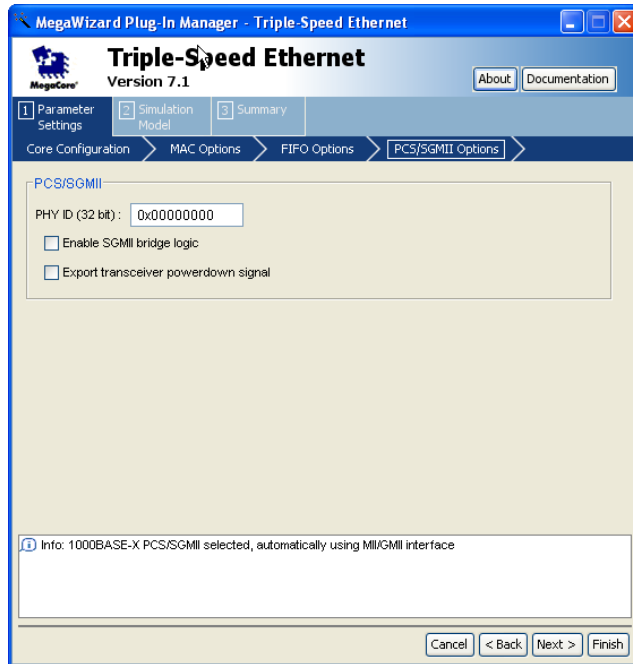 MegaWizard Plug-In Manager - Triple-Speed Ethernet
MegaCore®
Triple-Speed Ethernet
Version 7.1
About
Documentation
1 Parameter
Settings
2 Simulation
Model
3 Summary
Core Configuration
MAC Options
FIFO Options
PCS/SGMII Options
PCS/SGMII
PHY ID (32 bit) : 0x00000000
Enable SGMII bridge logic
Export transceiver powerdown signal
Info: 1000BASE-X PCS/SGMII selected, automatically using MII/GMII interface
Cancel
< Back
Next >
Finish